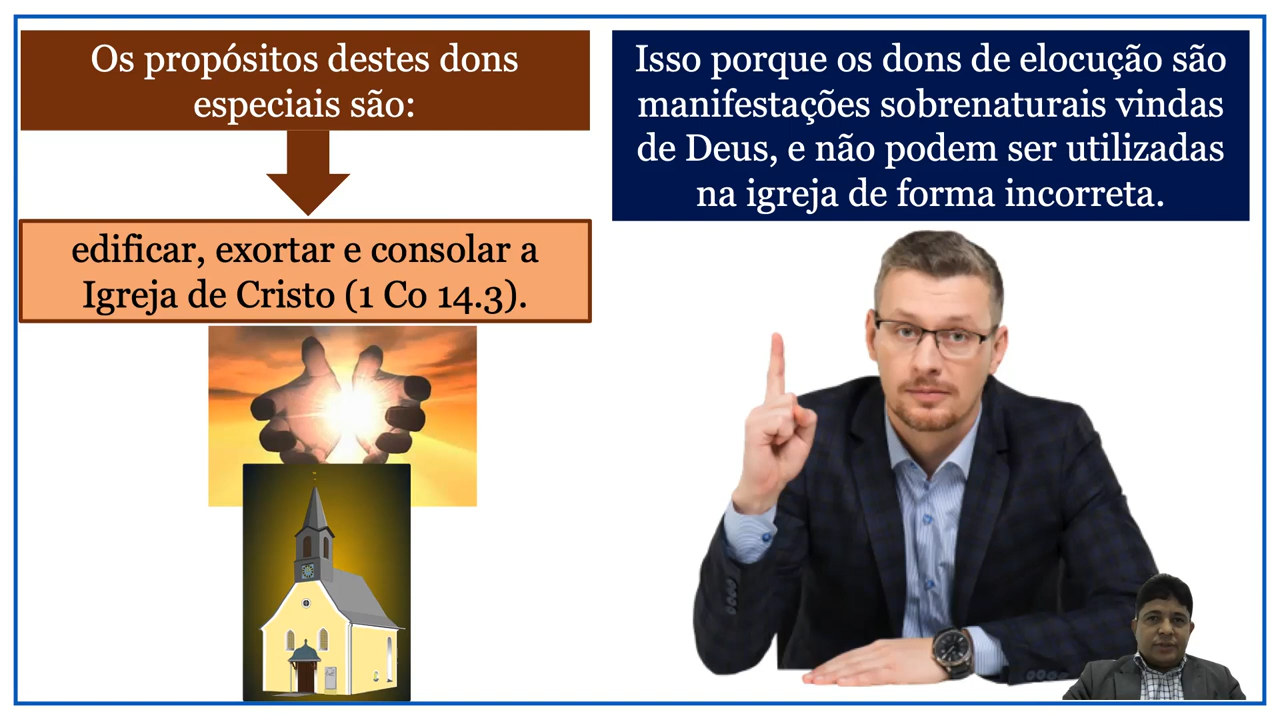 Os propósitos destes dons
especiais são:
edificar, exortar e consolar a
Igreja de Cristo (1 Co 14.3).
Isso porque os dons de elocução são
manifestações sobrenaturais vindas
de Deus, e não podem ser utilizadas
na igreja de forma incorreta.